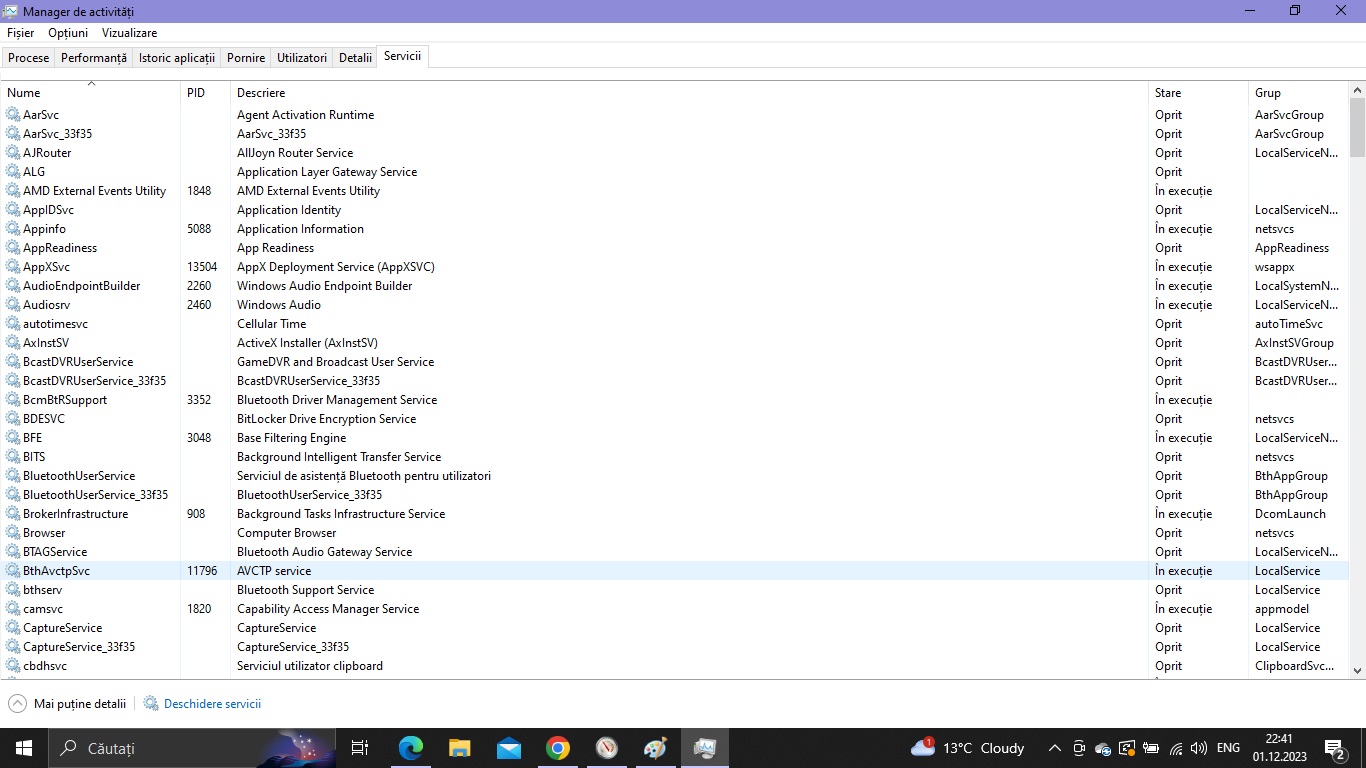 Manager de activități
Fișier Opțiuni Vizualizare
Procese Performanță Istoric aplicații Pornire Utilizatori Detalii Servicii
Nume PID Descriere Stare Grup
AarSvc Agent Activation Runtime Oprit AarSvcGroup
AarSvc_33f35 AarSvc_33f35 Oprit AarSvcGroup
AJRouter AllJoyn Router Service Oprit LocalServiceN...
ALG Application Layer Gateway Service Oprit
AMD External Events Utility 1848 AMD External Events Utility În execuție
AppIDSvc Application Identity Oprit LocalServiceN...
Appinfo 5088 Application Information În execuție netsvcs
AppReadiness App Readiness Oprit AppReadiness
AppXSvc 13504 AppX Deployment Service (AppXSVC) În execuție wsappx
AudioEndpointBuilder 2260 Windows Audio Endpoint Builder În execuție LocalSystemN...
Audiosrv 2460 Windows Audio În execuție LocalServiceN...
autotimesvc Cellular Time Oprit autoTimeSvc
AxInstSV ActiveX Installer (AxInstSV) Oprit AxInstSVGroup
BcastDVRUserService GameDVR and Broadcast User Service Oprit BcastDVRUser...
BcastDVRUserService_33f35 BcastDVRUserService_33f35 Oprit BcastDVRUser...
BcmBtRSupport 3352 Bluetooth Driver Management Service În execuție
BDESVC BitLocker Drive Encryption Service Oprit netsvcs
BFE 3048 Base Filtering Engine În execuție LocalServiceN...
BITS Background Intelligent Transfer Service Oprit netsvcs
BluetoothUserService Serviciul de asistență Bluetooth pentru utilizatori Oprit BthAppGroup
BluetoothUserService_33f35 BluetoothUserService_33f35 Oprit BthAppGroup
BrokerInfrastructure 908 Background Tasks Infrastructure Service În execuție DcomLaunch
Browser Computer Browser Oprit netsvcs
BTAGService Bluetooth Audio Gateway Service Oprit LocalServiceN...
BthAvctpSvc 11796 AVCTP service În execuție LocalService
bthserv Bluetooth Support Service Oprit LocalService
camsvc 1820 Capability Access Manager Service În execuție appmodel
CaptureService CaptureService Oprit LocalService
CaptureService_33f35 CaptureService_33f35 Oprit LocalService
cbdhsvc Serviciul utilizator clipboard Oprit ClipboardSvc...
Mai puține detalii Deschidere servicii
Căutați 1 13°C Cloudy ENG 22:41
01.12.2023 2